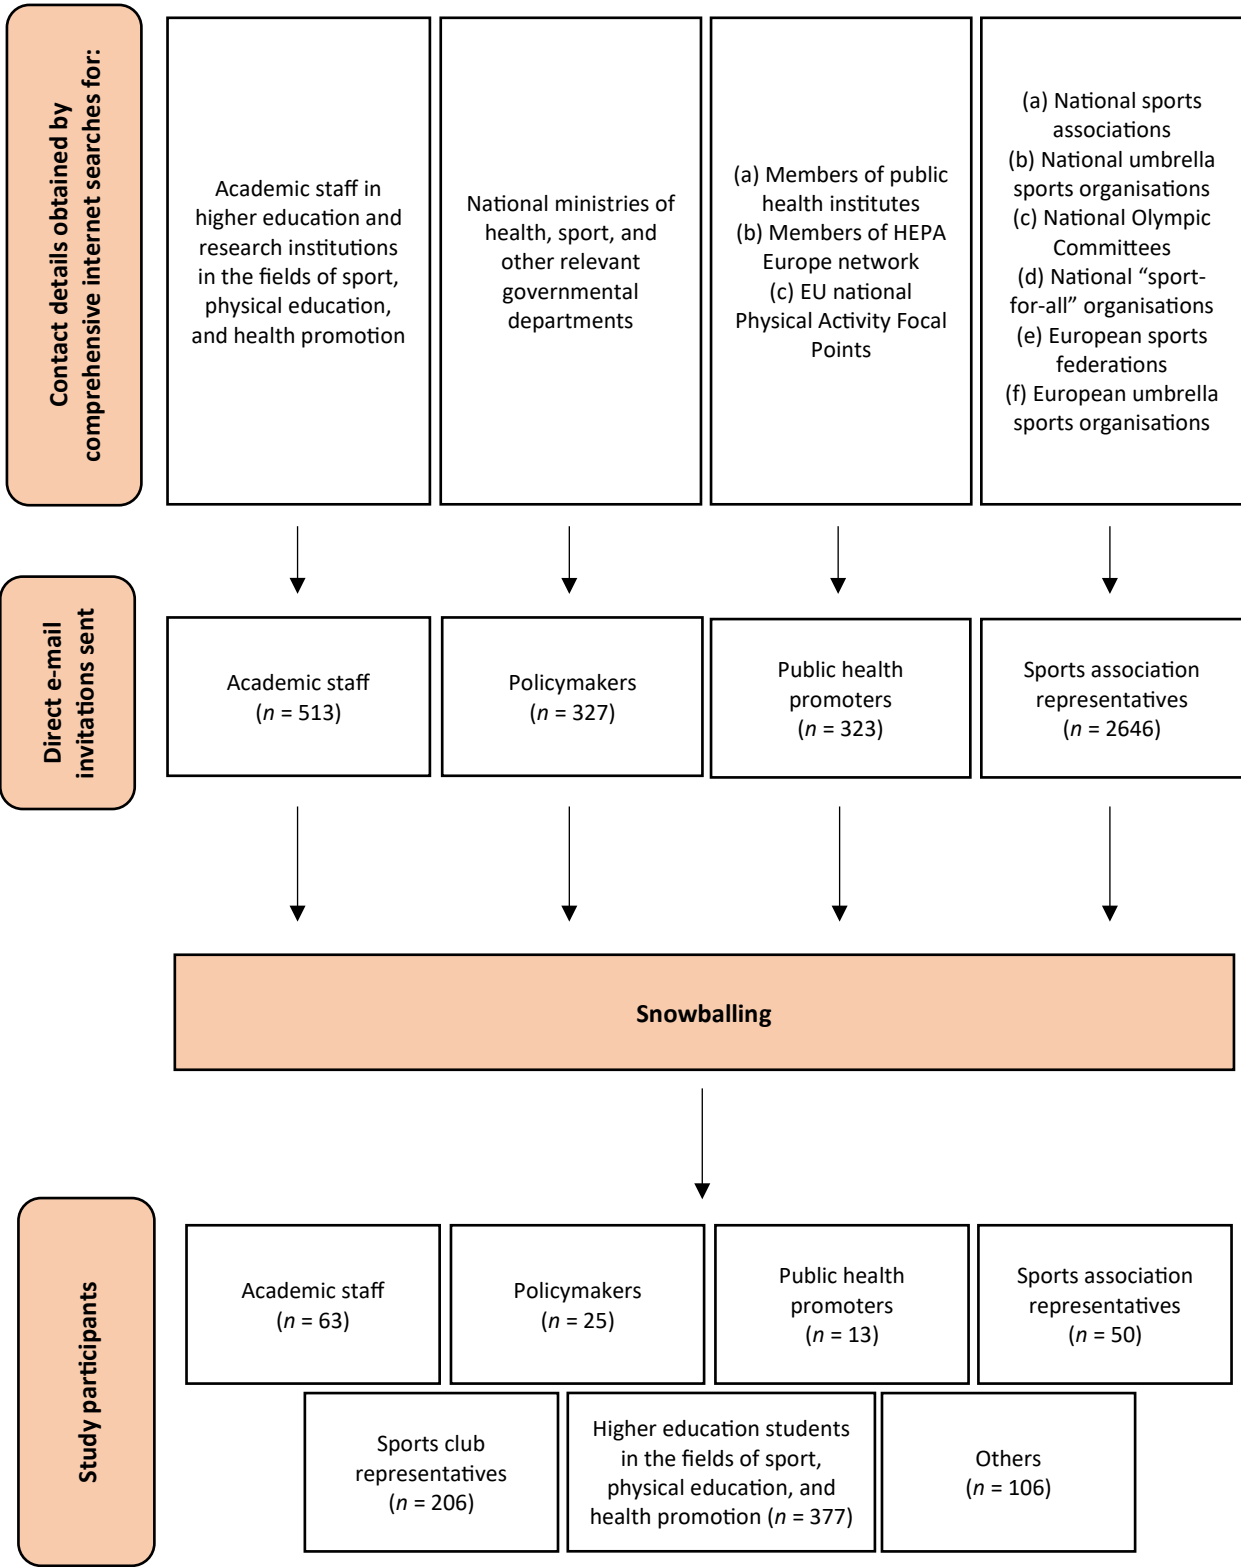 Contact details obtained by
comprehensive internet searches for:
Academic staff in
higher education and
research institutions
in the fields of sport,
physical education,
and health promotion
National ministries of
health, sport, and
other relevant
governmental
departments
(a) Members of public
health institutes
(b) Members of HEPA
Europe network
(c) EU national
Physical Activity Focal
Points
(a) National sports
associations
(b) National umbrella
sports organisations
(c) National Olympic
Committees
(d) National “sport-
for-all” organisations
(e) European sports
federations
(f) European umbrella
sports organisations
Direct e-mail
invitations sent
Academic staff
(n = 513)
Policymakers
(n = 327)
Public health
promoters
(n = 323)
Sports association
representatives
(n = 2646)
Snowballing
Study participants
Academic staff
(n = 63)
Policymakers
(n = 25)
Public health
promoters
(n = 13)
Sports association
representatives
(n = 50)
Sports club
representatives
(n = 206)
Higher education students
in the fields of sport,
physical education, and
health promotion (n = 377)
Others
(n = 106)